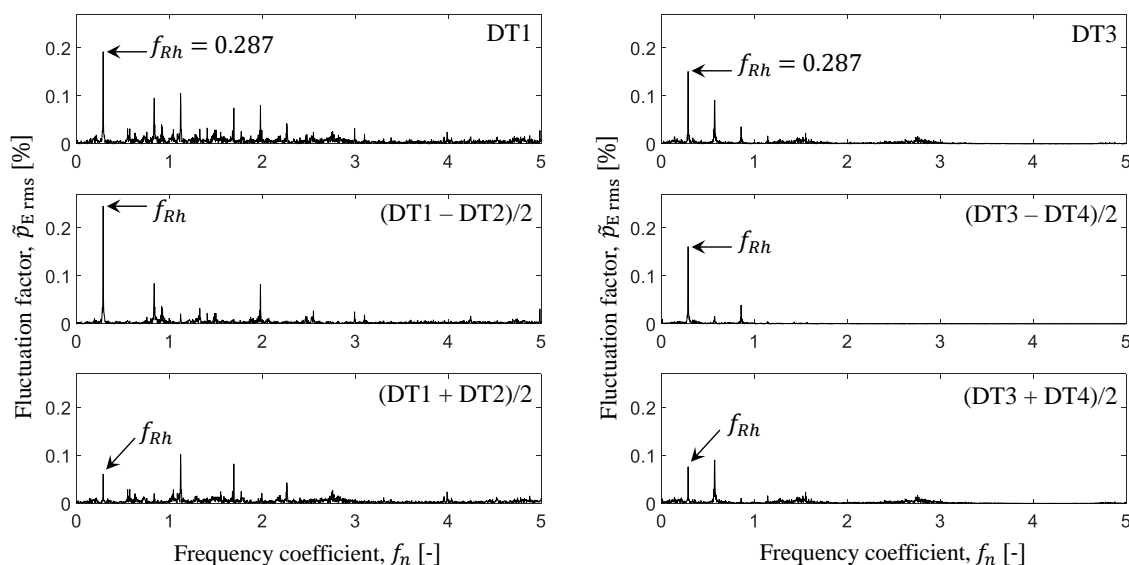 DT1
0.2
f_Rh = 0.287
0.1
0
0 1 2 3 4 5
(DT1 – DT2)/2
0.2
f_Rh
0.1
0
0 1 2 3 4 5
(DT1 + DT2)/2
0.2
f_Rh
0.1
0
0 1 2 3 4 5
Fluctuation factor, p̃_E rms [%]
Frequency coefficient, f_n [-]
DT3
0.2
f_Rh = 0.287
0.1
0
0 1 2 3 4 5
(DT3 – DT4)/2
0.2
f_Rh
0.1
0
0 1 2 3 4 5
(DT3 + DT4)/2
0.2
f_Rh
0.1
0
0 1 2 3 4 5
Fluctuation factor, p̃_E rms [%]
Frequency coefficient, f_n [-]